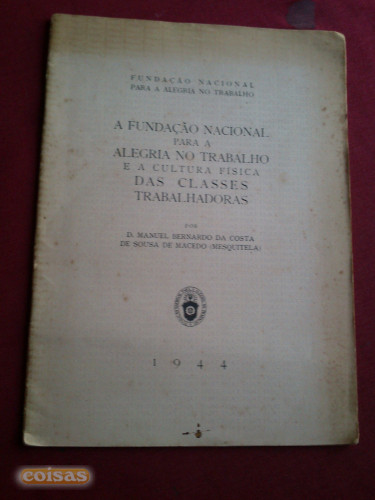 FUNDAÇÃO NACIONAL
PARA A ALEGRIA NO TRABALHO
A FUNDAÇÃO NACIONAL
PARA A
ALEGRIA NO TRABALHO
E A CULTURA FÍSICA
DAS CLASSES
TRABALHADORAS
POR
D. MANUEL BERNARDO DA COSTA
DE SOUSA DE MACEDO (MESQUITELA)
1944
coisas